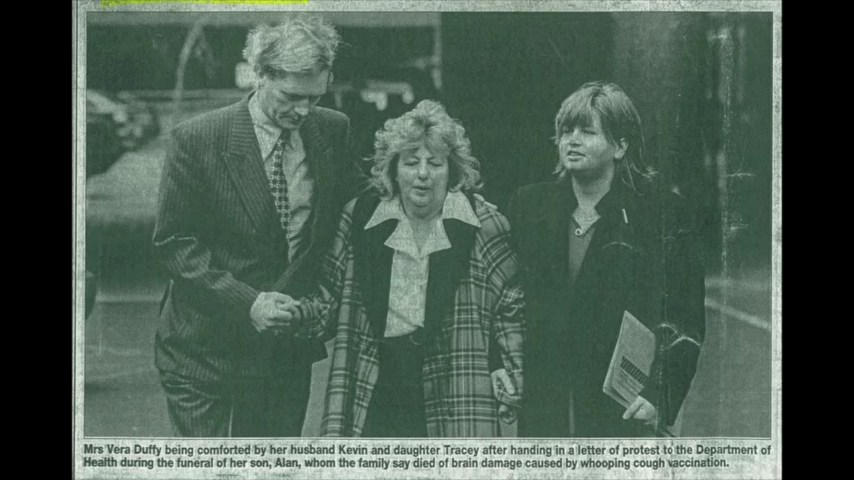 Mrs Vera Duffy being comforted by her husband Kevin and daughter Tracey after handing in a letter of protest to the Department of
Health during the funeral of her son, Alan, whom the family say died of brain damage caused by whooping cough vaccination.